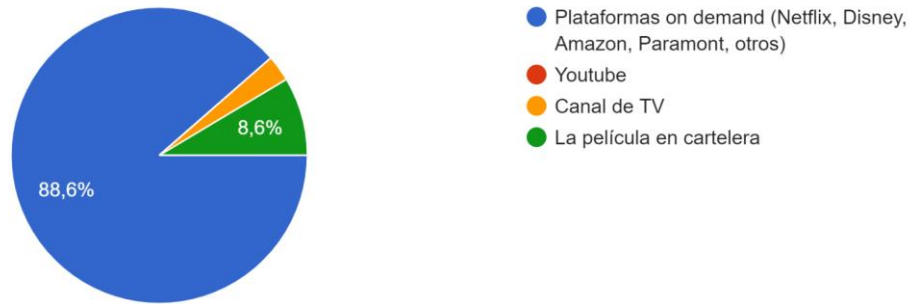 88,6%
8,6%
Plataformas on demand (Netflix, Disney,
Amazon, Paramont, otros)
Youtube
Canal de TV
La película en cartelera